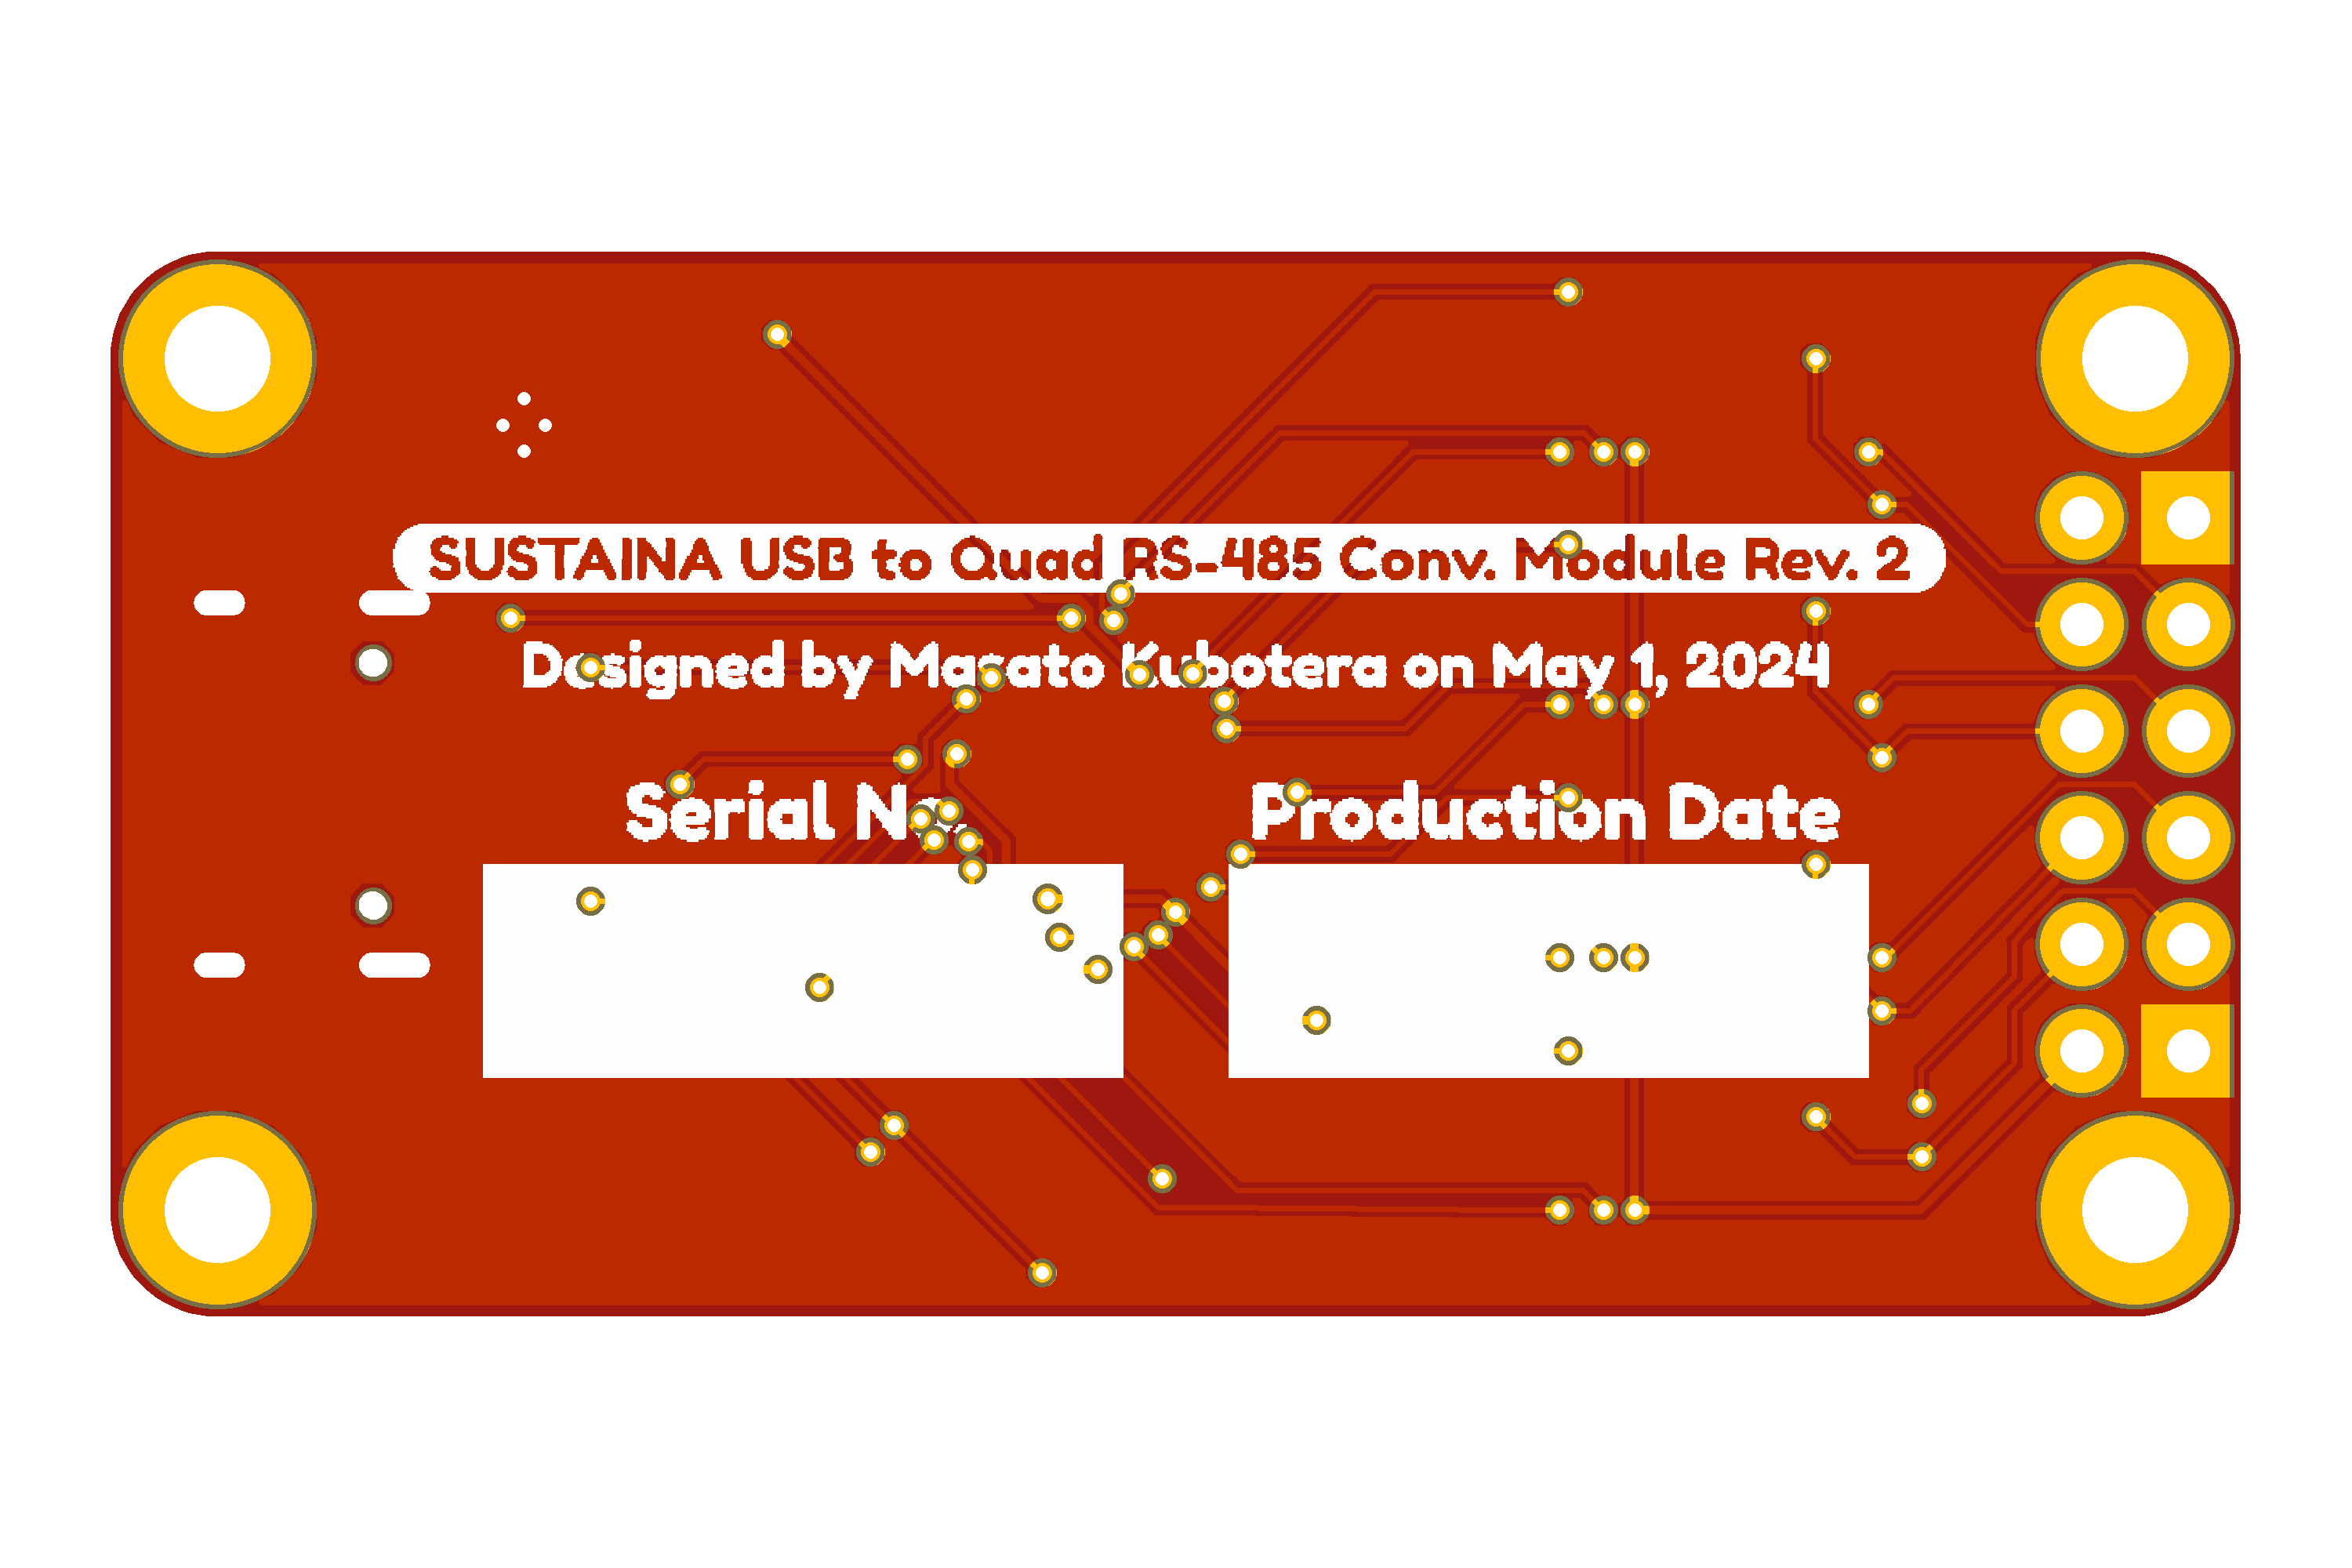 SUSTAINA USB to Quad RS-485 Conv. Module Rev. 2
Designed by Masato Kubotera on May 1, 2024
Serial No.
Production Date